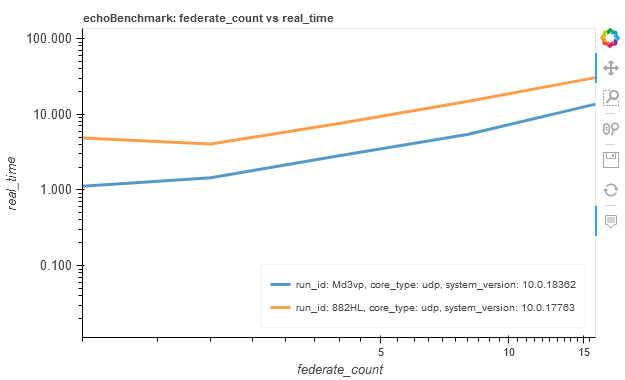 echoBenchmark: federate_count vs real_time
100.000
10.000
1.000
0.100
real_time
run_id: Md3vp, core_type: udp, system_version: 10.0.18362
run_id: 882HL, core_type: udp, system_version: 10.0.17763
5
10
15
federate_count